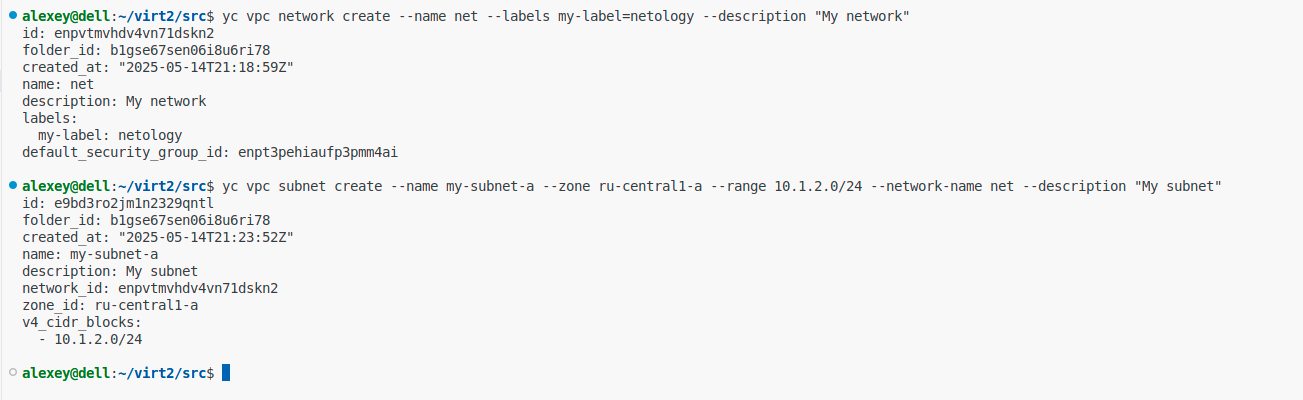 alexey@dell:~/virt2/src$ yc vpc network create --name net --labels my-label=netology --description "My network"
id: enpvtmvhdv4vn71dskn2
folder_id: b1gse67sen06i8u6ri78
created_at: "2025-05-14T21:18:59Z"
name: net
description: My network
labels:
  my-label: netology
default_security_group_id: enpt3pehiaufp3pmm4ai
alexey@dell:~/virt2/src$ yc vpc subnet create --name my-subnet-a --zone ru-central1-a --range 10.1.2.0/24 --network-name net --description "My subnet"
id: e9bd3ro2jm1n2329qntl
folder_id: b1gse67sen06i8u6ri78
created_at: "2025-05-14T21:23:52Z"
name: my-subnet-a
description: My subnet
network_id: enpvtmvhdv4vn71dskn2
zone_id: ru-central1-a
v4_cidr_blocks:
  - 10.1.2.0/24
alexey@dell:~/virt2/src$